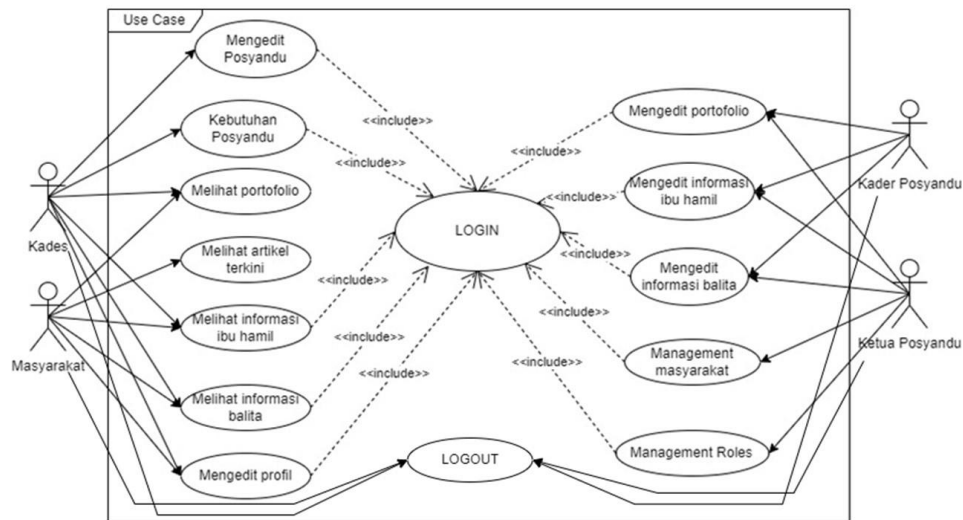 Use Case
Mengedit
Posyandu
Kebutuhan
Posyandu
Melihat portofolio
Melihat artikel
terkini
Melihat informasi
ibu hamil
Melihat informasi
balita
Mengedit profil
Kades
Masyarakat
<<include>>
<<include>>
<<include>>
<<include>>
<<include>>
LOGIN
LOGOUT
<<include>>
<<include>>
<<include>>
<<include>>
<<include>>
Mengedit portofolio
Mengedit informasi
ibu hamil
Mengedit
informasi balita
Management
masyarakat
Management Roles
Kader Posyandu
Ketua Posyandu